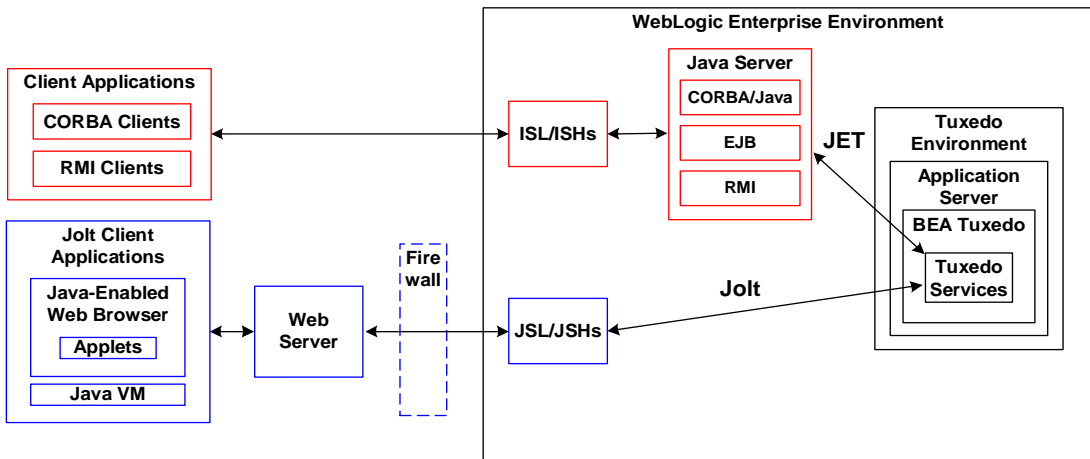 WebLogic Enterprise Environment
Client Applications
CORBA Clients
RMI Clients
ISL/ISHs
Java Server
CORBA/Java
EJB
RMI
JET
Tuxedo
Environment
Application
Server
BEA Tuxedo
Tuxedo
Services
Jolt Client
Applications
Java-Enabled
Web Browser
Applets
Java VM
Web
Server
Fire
wall
JSL/JSHs
Jolt